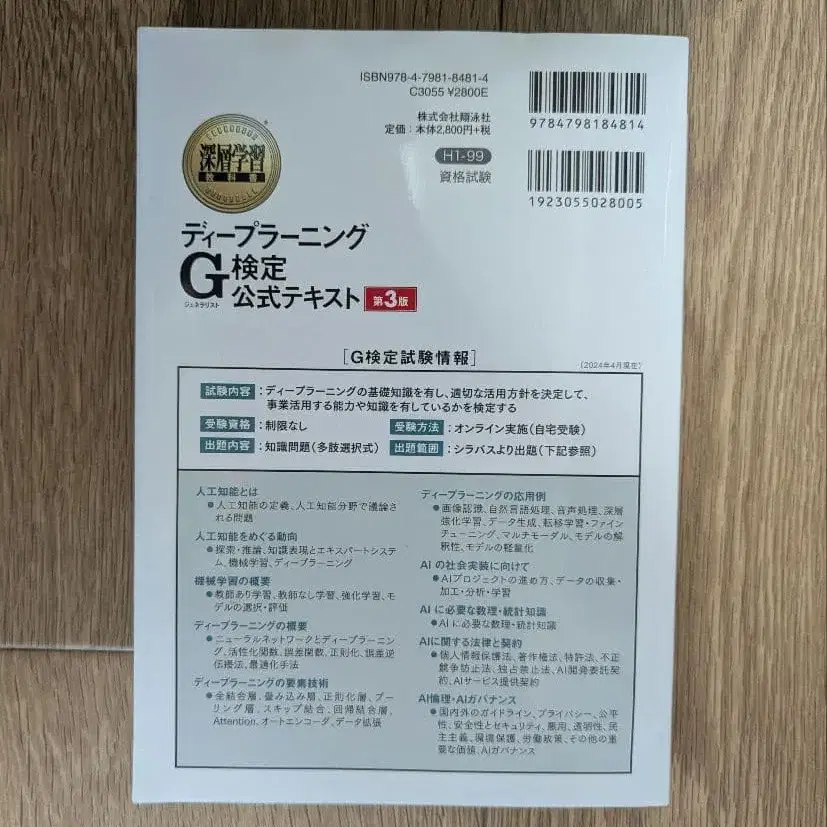 ISBN978-4-7981-8481-4
C3055 ¥2800E
株式会社翔泳社
定価：本体2,800円+税
H1-99
資格試験
9784798184814
1923055028005
深層学習
教科書
ディープラーニング
G検定
ジェネラリスト
公式テキスト 第3版
［G検定試験情報］
（2024年4月現在）
試験内容：ディープラーニングの基礎知識を有し、適切な活用方針を決定して、
事業活用する能力や知識を有しているかを検定する
受験資格：制限なし 受験方法：オンライン実施（自宅受験）
出題内容：知識問題（多肢選択式） 出題範囲：シラバスより出題（下記参照）
人工知能とは
●人工知能の定義、人工知能分野で議論さ
れる問題
人工知能をめぐる動向
●探索・推論、知識表現とエキスパートシステ
ム、機械学習、ディープラーニング
機械学習の概要
●教師あり学習、教師なし学習、強化学習、モ
デルの選択・評価
ディープラーニングの概要
●ニューラルネットワークとディープラーニン
グ、活性化関数、誤差関数、正則化、誤差逆
伝播法、最適化手法
ディープラーニングの要素技術
●全結合層、畳み込み層、正則化層、プー
リング層、スキップ結合、回帰結合層、
Attention、オートエンコーダ、データ拡張
ディープラーニングの応用例
●画像認識、自然言語処理、音声処理、深層
強化学習、データ生成、転移学習・ファイン
チューニング、マルチモーダル、モデルの解
釈性、モデルの軽量化
AIの社会実装に向けて
●AIプロジェクトの進め方、データの収集・
加工・分析・学習
AIに必要な数理・統計知識
●AIに必要な数理・統計知識
AIに関する法律と契約
●個人情報保護法、著作権法、特許法、不正
競争防止法、独占禁止法、AI開発委託契
約、AIサービス提供契約
AI倫理・AIガバナンス
●国内外のガイドライン、プライバシー、公平
性、安全性とセキュリティ、悪用、透明性、民
主主義、環境保護、労働政策、その他の重
要な価値、AIガバナンス